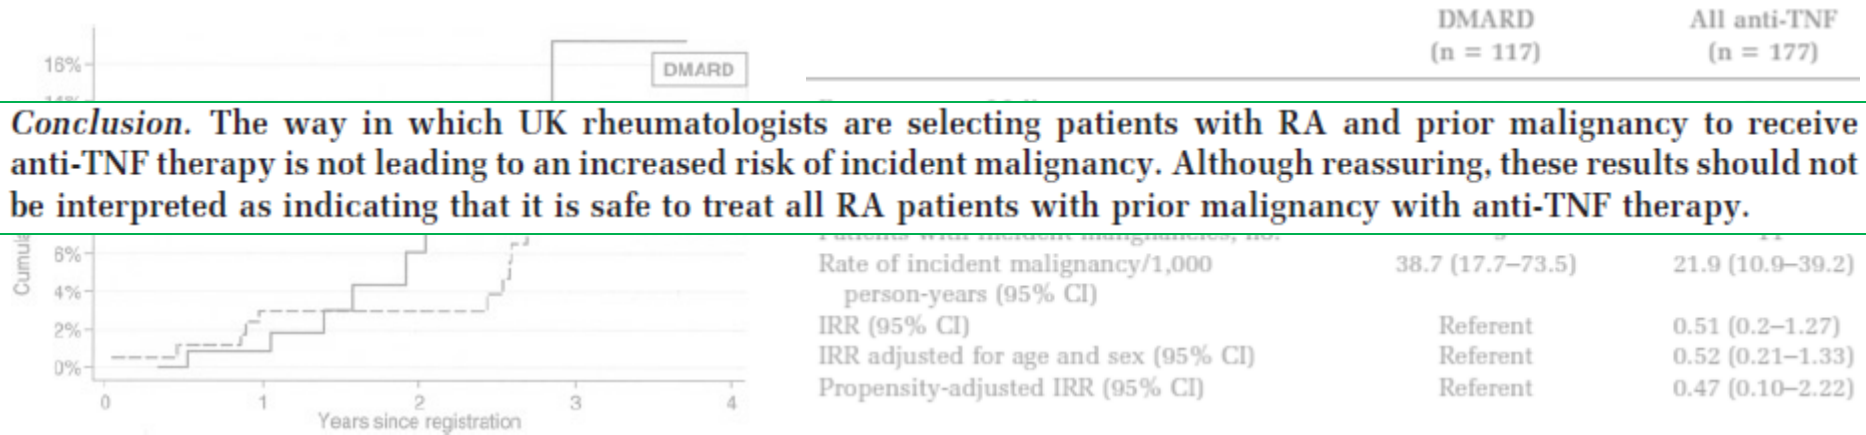 DMARD All anti-TNF
(n = 117) (n = 177)
16%
DMARD
14%
Conclusion. The way in which UK rheumatologists are selecting patients with RA and prior malignancy to receive
anti-TNF therapy is not leading to an increased risk of incident malignancy. Although reassuring, these results should not
be interpreted as indicating that it is safe to treat all RA patients with prior malignancy with anti-TNF therapy.
6%
4%
2%
0%
0 1 2 3 4
Years since registration
Rate of incident malignancy/1,000 38.7 (17.7–73.5) 21.9 (10.9–39.2)
person-years (95% CI)
IRR (95% CI) Referent 0.51 (0.2–1.27)
IRR adjusted for age and sex (95% CI) Referent 0.52 (0.21–1.33)
Propensity-adjusted IRR (95% CI) Referent 0.47 (0.10–2.22)